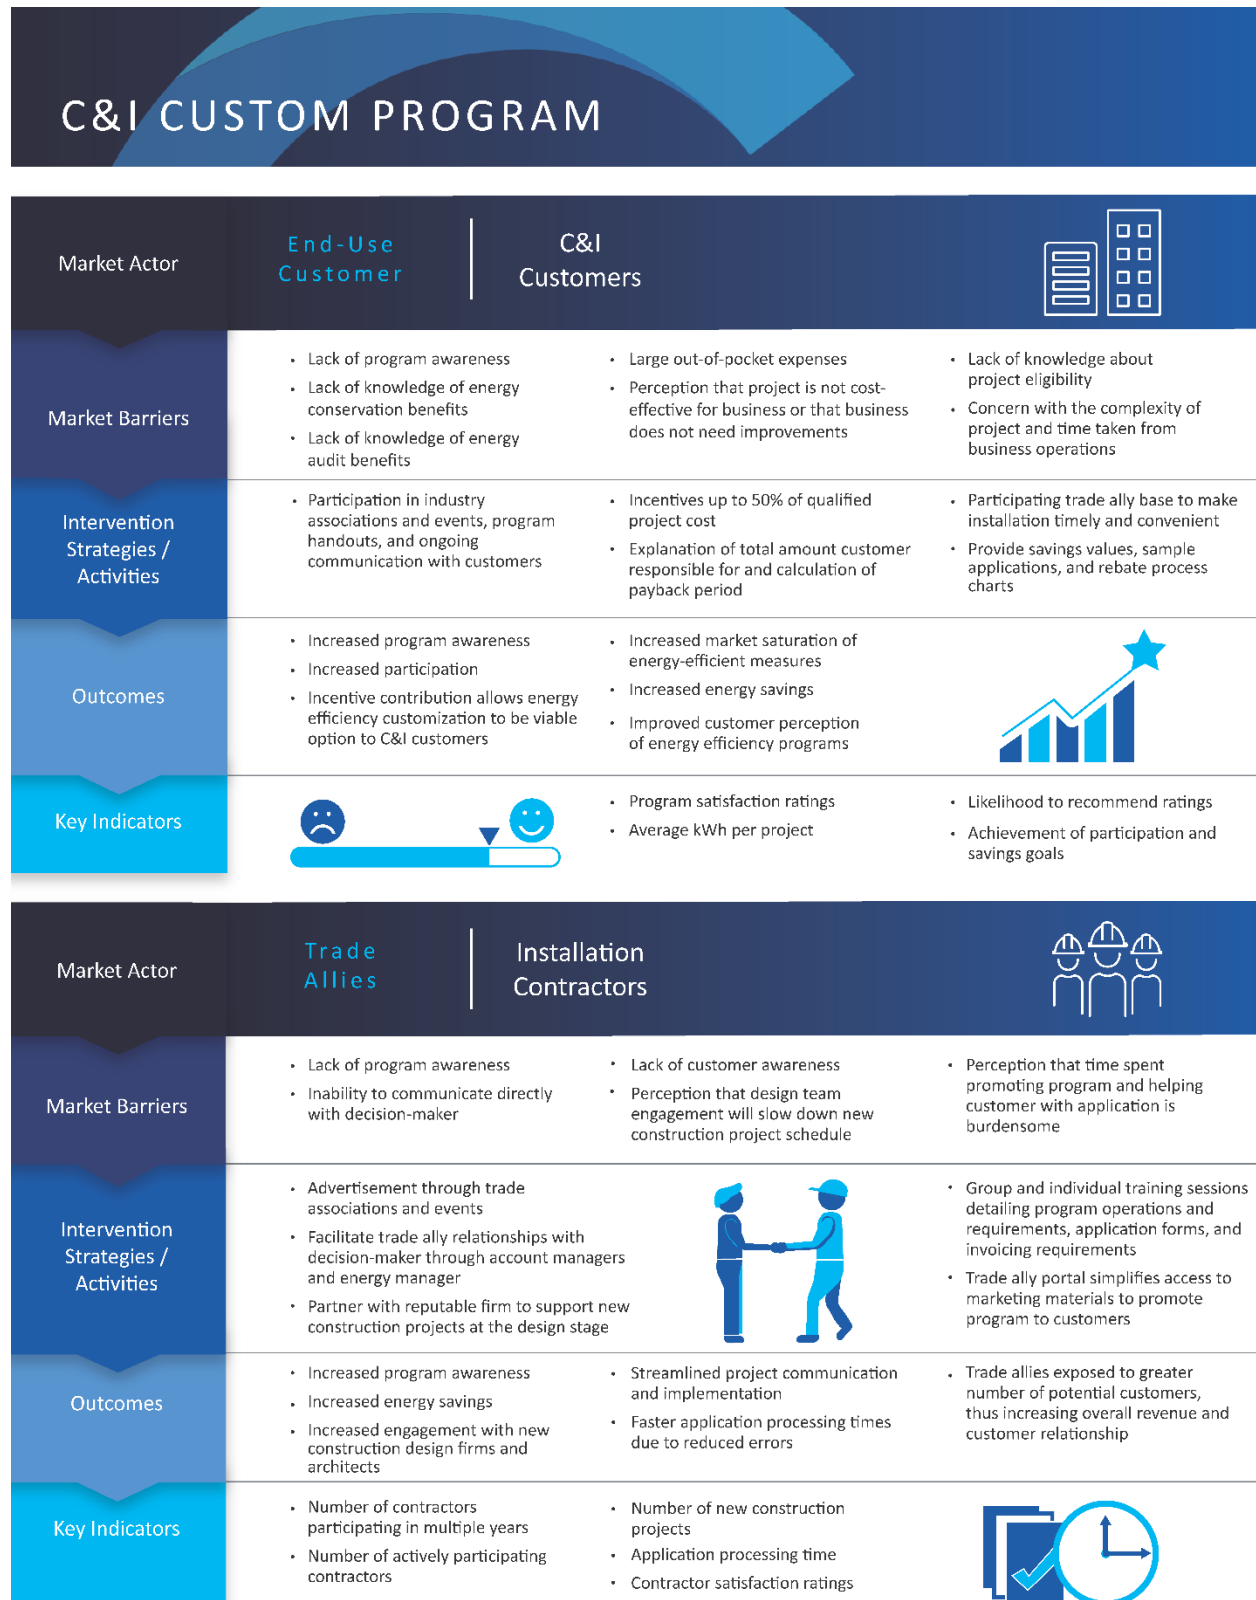 C&I CUSTOM PROGRAM
Market Actor
End-Use
Customer
C&I
Customers
Market Barriers
• Lack of program awareness
• Lack of knowledge of energy
conservation benefits
• Lack of knowledge of energy
audit benefits
• Large out-of-pocket expenses
• Perception that project is not cost-
effective for business or that business
does not need improvements
• Lack of knowledge about
project eligibility
• Concern with the complexity of
project and time taken from
business operations
Intervention
Strategies /
Activities
• Participation in industry
associations and events, program
handouts, and ongoing
communication with customers
• Incentives up to 50% of qualified
project cost
• Explanation of total amount customer
responsible for and calculation of
payback period
• Participating trade ally base to make
installation timely and convenient
• Provide savings values, sample
applications, and rebate process
charts
Outcomes
• Increased program awareness
• Increased participation
• Incentive contribution allows energy
efficiency customization to be viable
option to C&I customers
• Increased market saturation of
energy-efficient measures
• Increased energy savings
• Improved customer perception
of energy efficiency programs
Key Indicators
• Program satisfaction ratings
• Average kWh per project
• Likelihood to recommend ratings
• Achievement of participation and
savings goals
Market Actor
Trade
Allies
Installation
Contractors
Market Barriers
• Lack of program awareness
• Inability to communicate directly
with decision-maker
• Lack of customer awareness
• Perception that design team
engagement will slow down new
construction project schedule
• Perception that time spent
promoting program and helping
customer with application is
burdensome
Intervention
Strategies /
Activities
• Advertisement through trade
associations and events
• Facilitate trade ally relationships with
decision-maker through account managers
and energy manager
• Partner with reputable firm to support new
construction projects at the design stage
• Group and individual training sessions
detailing program operations and
requirements, application forms, and
invoicing requirements
• Trade ally portal simplifies access to
marketing materials to promote
program to customers
Outcomes
• Increased program awareness
• Increased energy savings
• Increased engagement with new
construction design firms and
architects
• Streamlined project communication
and implementation
• Faster application processing times
due to reduced errors
• Trade allies exposed to greater
number of potential customers,
thus increasing overall revenue and
customer relationship
Key Indicators
• Number of contractors
participating in multiple years
• Number of actively participating
contractors
• Number of new construction
projects
• Application processing time
• Contractor satisfaction ratings